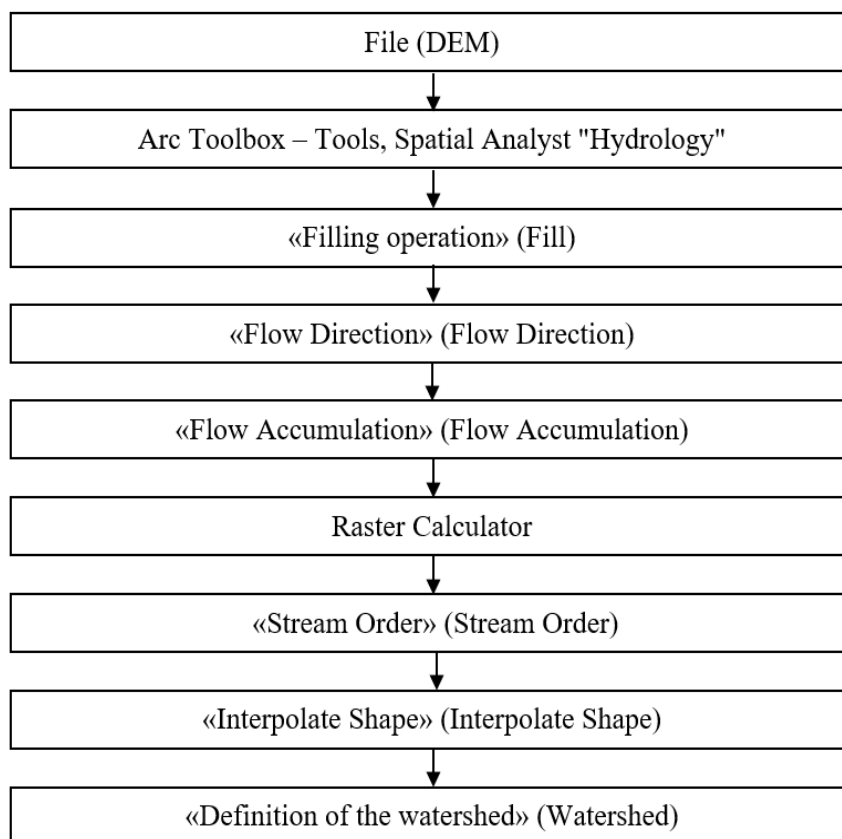 File (DEM)
Arc Toolbox – Tools, Spatial Analyst "Hydrology"
«Filling operation» (Fill)
«Flow Direction» (Flow Direction)
«Flow Accumulation» (Flow Accumulation)
Raster Calculator
«Stream Order» (Stream Order)
«Interpolate Shape» (Interpolate Shape)
«Definition of the watershed» (Watershed)